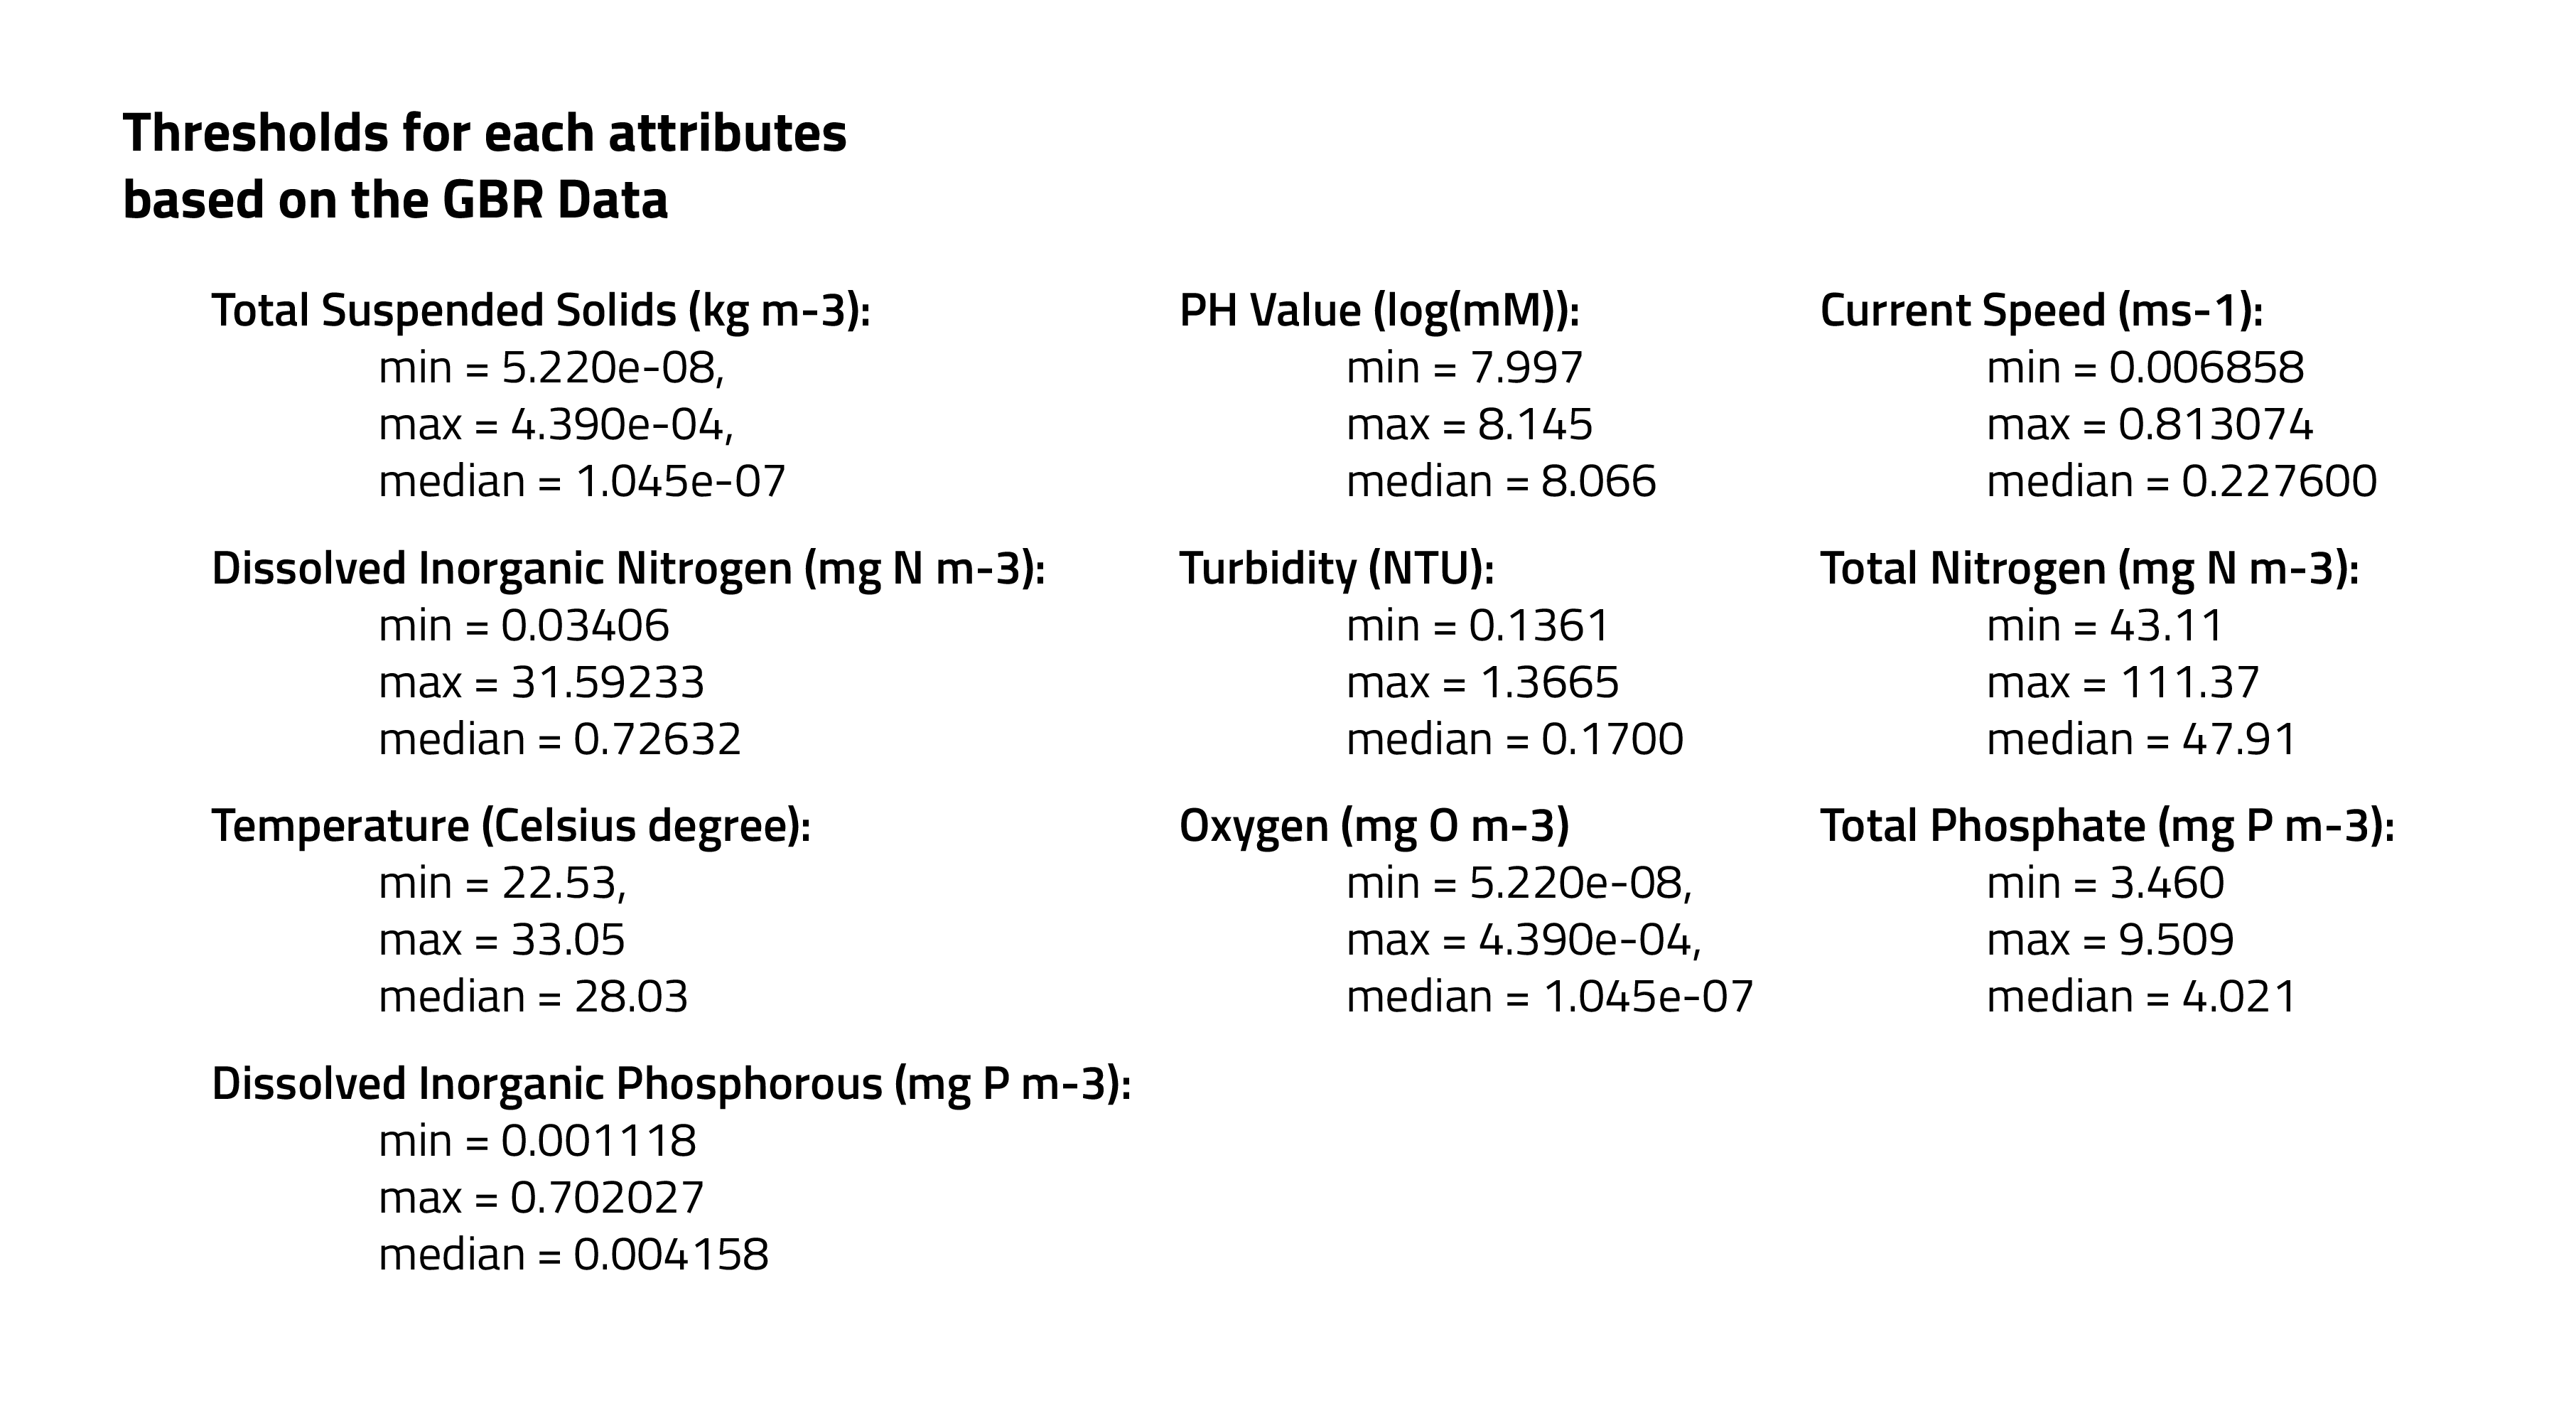 Thresholds for each attributes
based on the GBR Data
Total Suspended Solids (kg m-3):
min = 5.220e-08,
max = 4.390e-04,
median = 1.045e-07
Dissolved Inorganic Nitrogen (mg N m-3):
min = 0.03406
max = 31.59233
median = 0.72632
Temperature (Celsius degree):
min = 22.53,
max = 33.05
median = 28.03
Dissolved Inorganic Phosphorous (mg P m-3):
min = 0.001118
max = 0.702027
median = 0.004158
PH Value (log(mM)):
min = 7.997
max = 8.145
median = 8.066
Turbidity (NTU):
min = 0.1361
max = 1.3665
median = 0.1700
Oxygen (mg O m-3)
min = 5.220e-08,
max = 4.390e-04,
median = 1.045e-07
Current Speed (ms-1):
min = 0.006858
max = 0.813074
median = 0.227600
Total Nitrogen (mg N m-3):
min = 43.11
max = 111.37
median = 47.91
Total Phosphate (mg P m-3):
min = 3.460
max = 9.509
median = 4.021